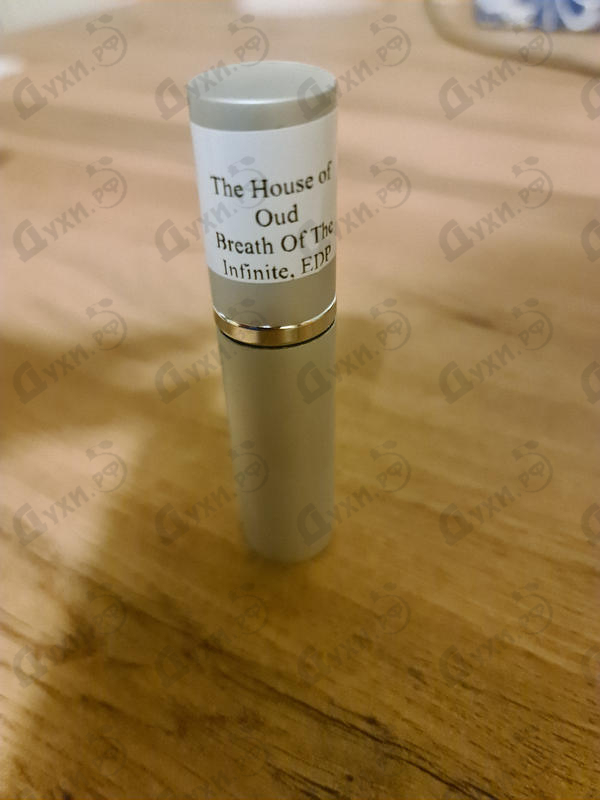 The House of
Oud
Breath Of The
Infinite, EDP
Духи.рф